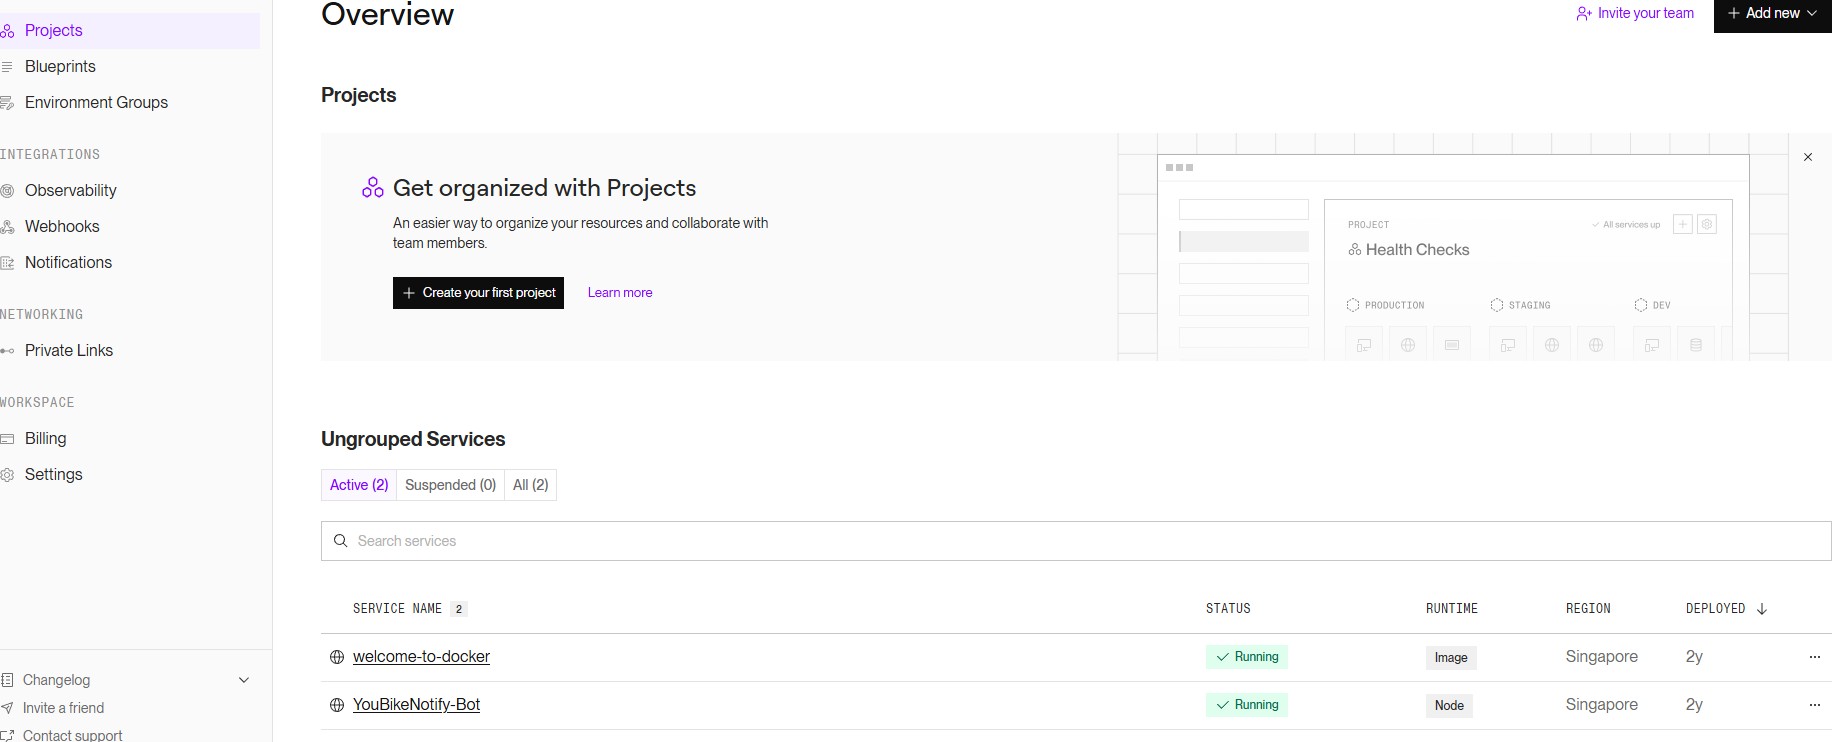 Overview
Invite your team
Add new
Projects
Blueprints
Environment Groups
INTEGRATIONS
Observability
Webhooks
Notifications
NETWORKING
Private Links
WORKSPACE
Billing
Settings
Changelog
Invite a friend
Contact support
Projects
Get organized with Projects
An easier way to organize your resources and collaborate with
team members.
Create your first project
Learn more
PROJECT
All services up
Health Checks
PRODUCTION
STAGING
DEV
Ungrouped Services
Active (2)
Suspended (0)
All (2)
Search services
SERVICE NAME 2
STATUS
RUNTIME
REGION
DEPLOYED
welcome-to-docker
Running
Image
Singapore
2y
YouBikeNotify-Bot
Running
Node
Singapore
2y